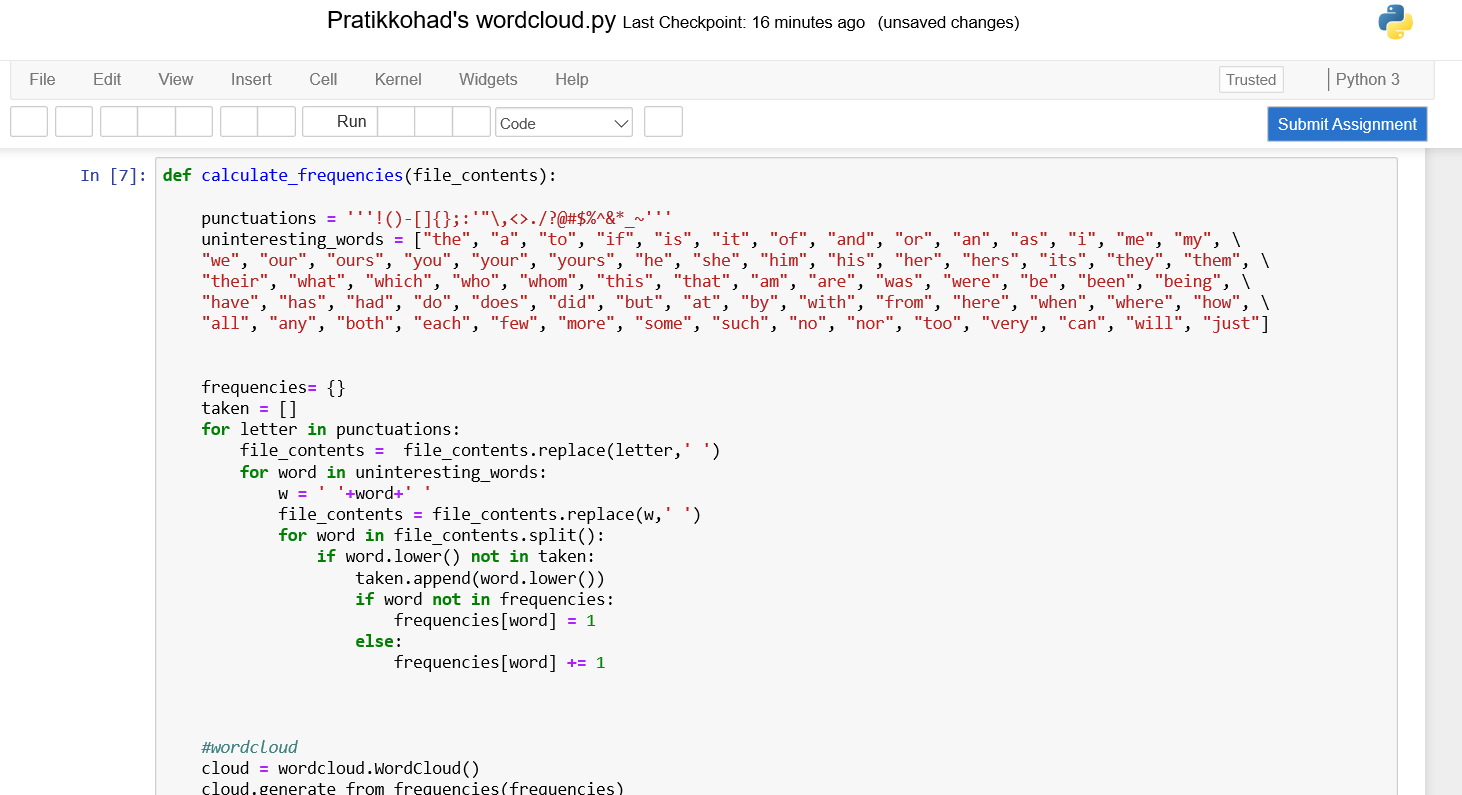 Pratikkohad's wordcloud.py Last Checkpoint: 16 minutes ago (unsaved changes)
File Edit View Insert Cell Kernel Widgets Help Trusted Python 3
Run Code Submit Assignment
In [7]: def calculate_frequencies(file_contents):
punctuations = '''!()-[]{};:'"\,<>./?@#$%^&*_~'''
uninteresting_words = ["the", "a", "to", "if", "is", "it", "of", "and", "or", "an", "as", "i", "me", "my", \
"we", "our", "ours", "you", "your", "yours", "he", "she", "him", "his", "her", "hers", "its", "they", "them", \
"their", "what", "which", "who", "whom", "this", "that", "am", "are", "was", "were", "be", "been", "being", \
"have", "has", "had", "do", "does", "did", "but", "at", "by", "with", "from", "here", "when", "where", "how", \
"all", "any", "both", "each", "few", "more", "some", "such", "no", "nor", "too", "very", "can", "will", "just"]
frequencies= {}
taken = []
for letter in punctuations:
file_contents =  file_contents.replace(letter,' ')
for word in uninteresting_words:
w = ' '+word+' '
file_contents = file_contents.replace(w,' ')
for word in file_contents.split():
if word.lower() not in taken:
taken.append(word.lower())
if word not in frequencies:
frequencies[word] = 1
else:
frequencies[word] += 1
#wordcloud
cloud = wordcloud.WordCloud()
cloud.generate_from_frequencies(frequencies)